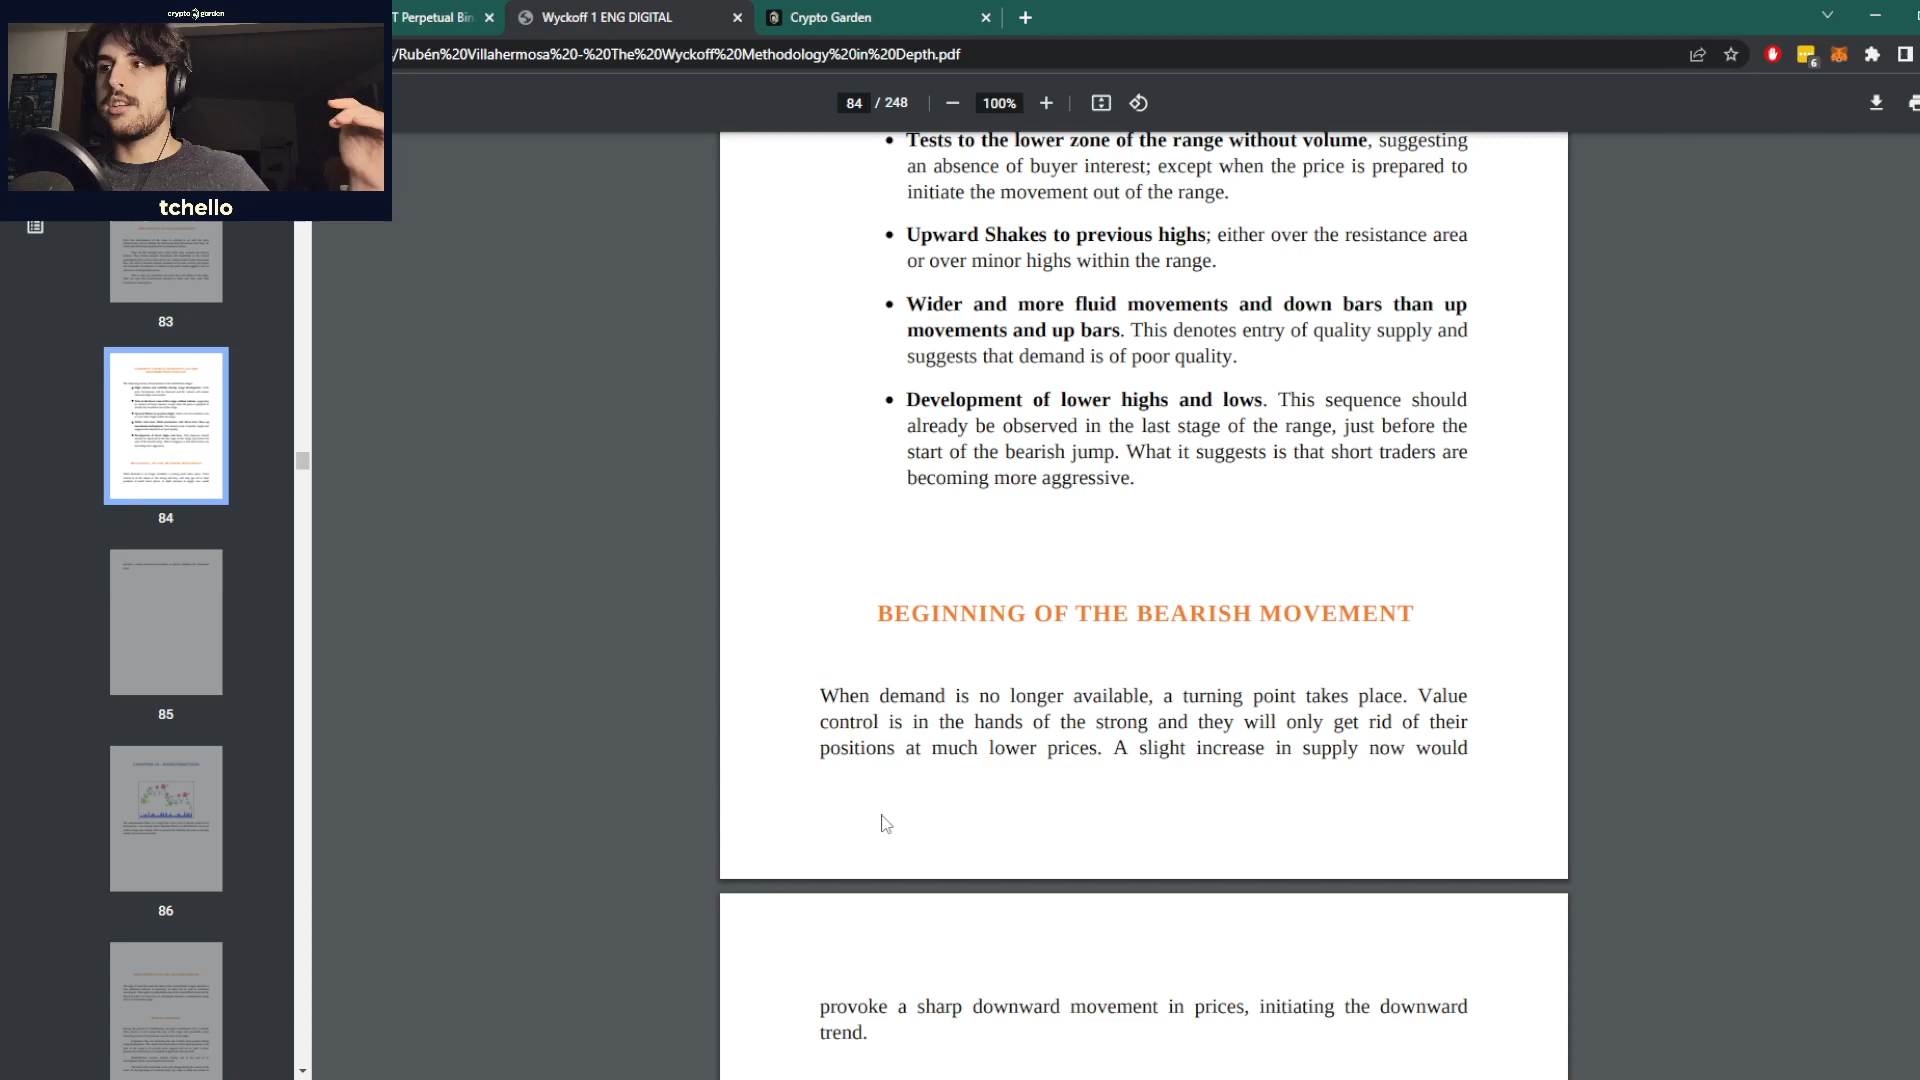 crypto garden
tchello
T Perpetual Bin
Wyckoff 1 ENG DIGITAL
Crypto Garden
/Rubén%20Villahermosa%20-%20The%20Wyckoff%20Methodology%20in%20Depth.pdf
6
84 / 248
100%
83
84
85
86
• Tests to the lower zone of the range without volume, suggesting
an absence of buyer interest; except when the price is prepared to
initiate the movement out of the range.
• Upward Shakes to previous highs; either over the resistance area
or over minor highs within the range.
• Wider and more fluid movements and down bars than up
movements and up bars. This denotes entry of quality supply and
suggests that demand is of poor quality.
• Development of lower highs and lows. This sequence should
already be observed in the last stage of the range, just before the
start of the bearish jump. What it suggests is that short traders are
becoming more aggressive.
BEGINNING OF THE BEARISH MOVEMENT
When demand is no longer available, a turning point takes place. Value
control is in the hands of the strong and they will only get rid of their
positions at much lower prices. A slight increase in supply now would
provoke a sharp downward movement in prices, initiating the downward
trend.